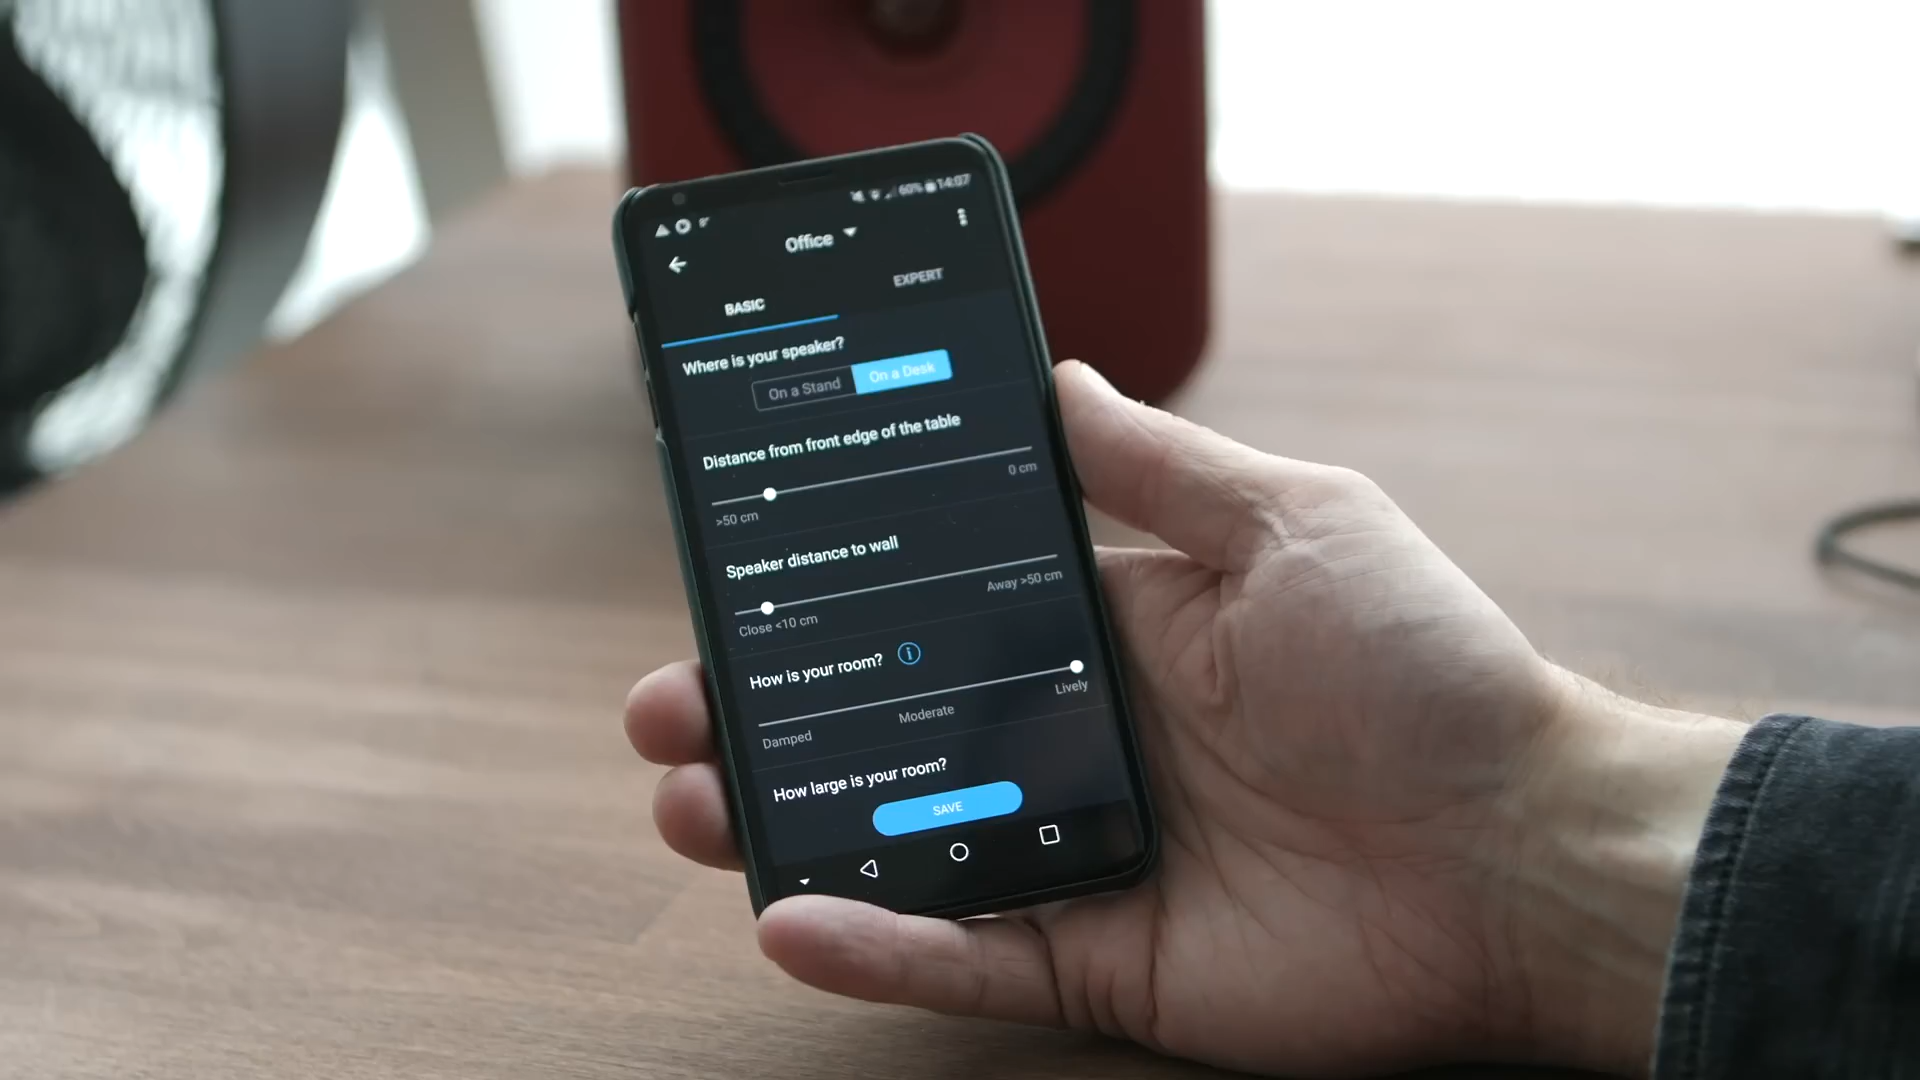 60% 14:07
Office
BASIC EXPERT
Where is your speaker?
On a Stand On a Desk
Distance from front edge of the table
>50 cm 0 cm
Speaker distance to wall
Close <10 cm Away >50 cm
How is your room? i
Damped Moderate Lively
How large is your room?
SAVE